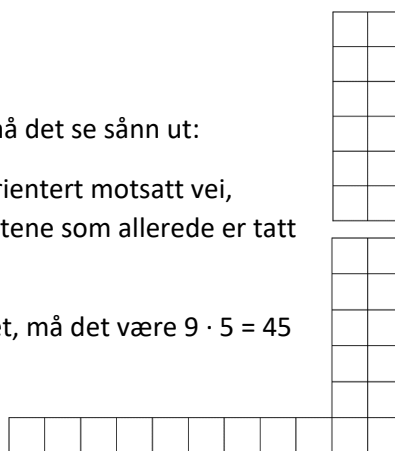 må det se sånn ut:
rientert motsatt vei,
tene som allerede er tatt
et, må det være 9 · 5 = 45